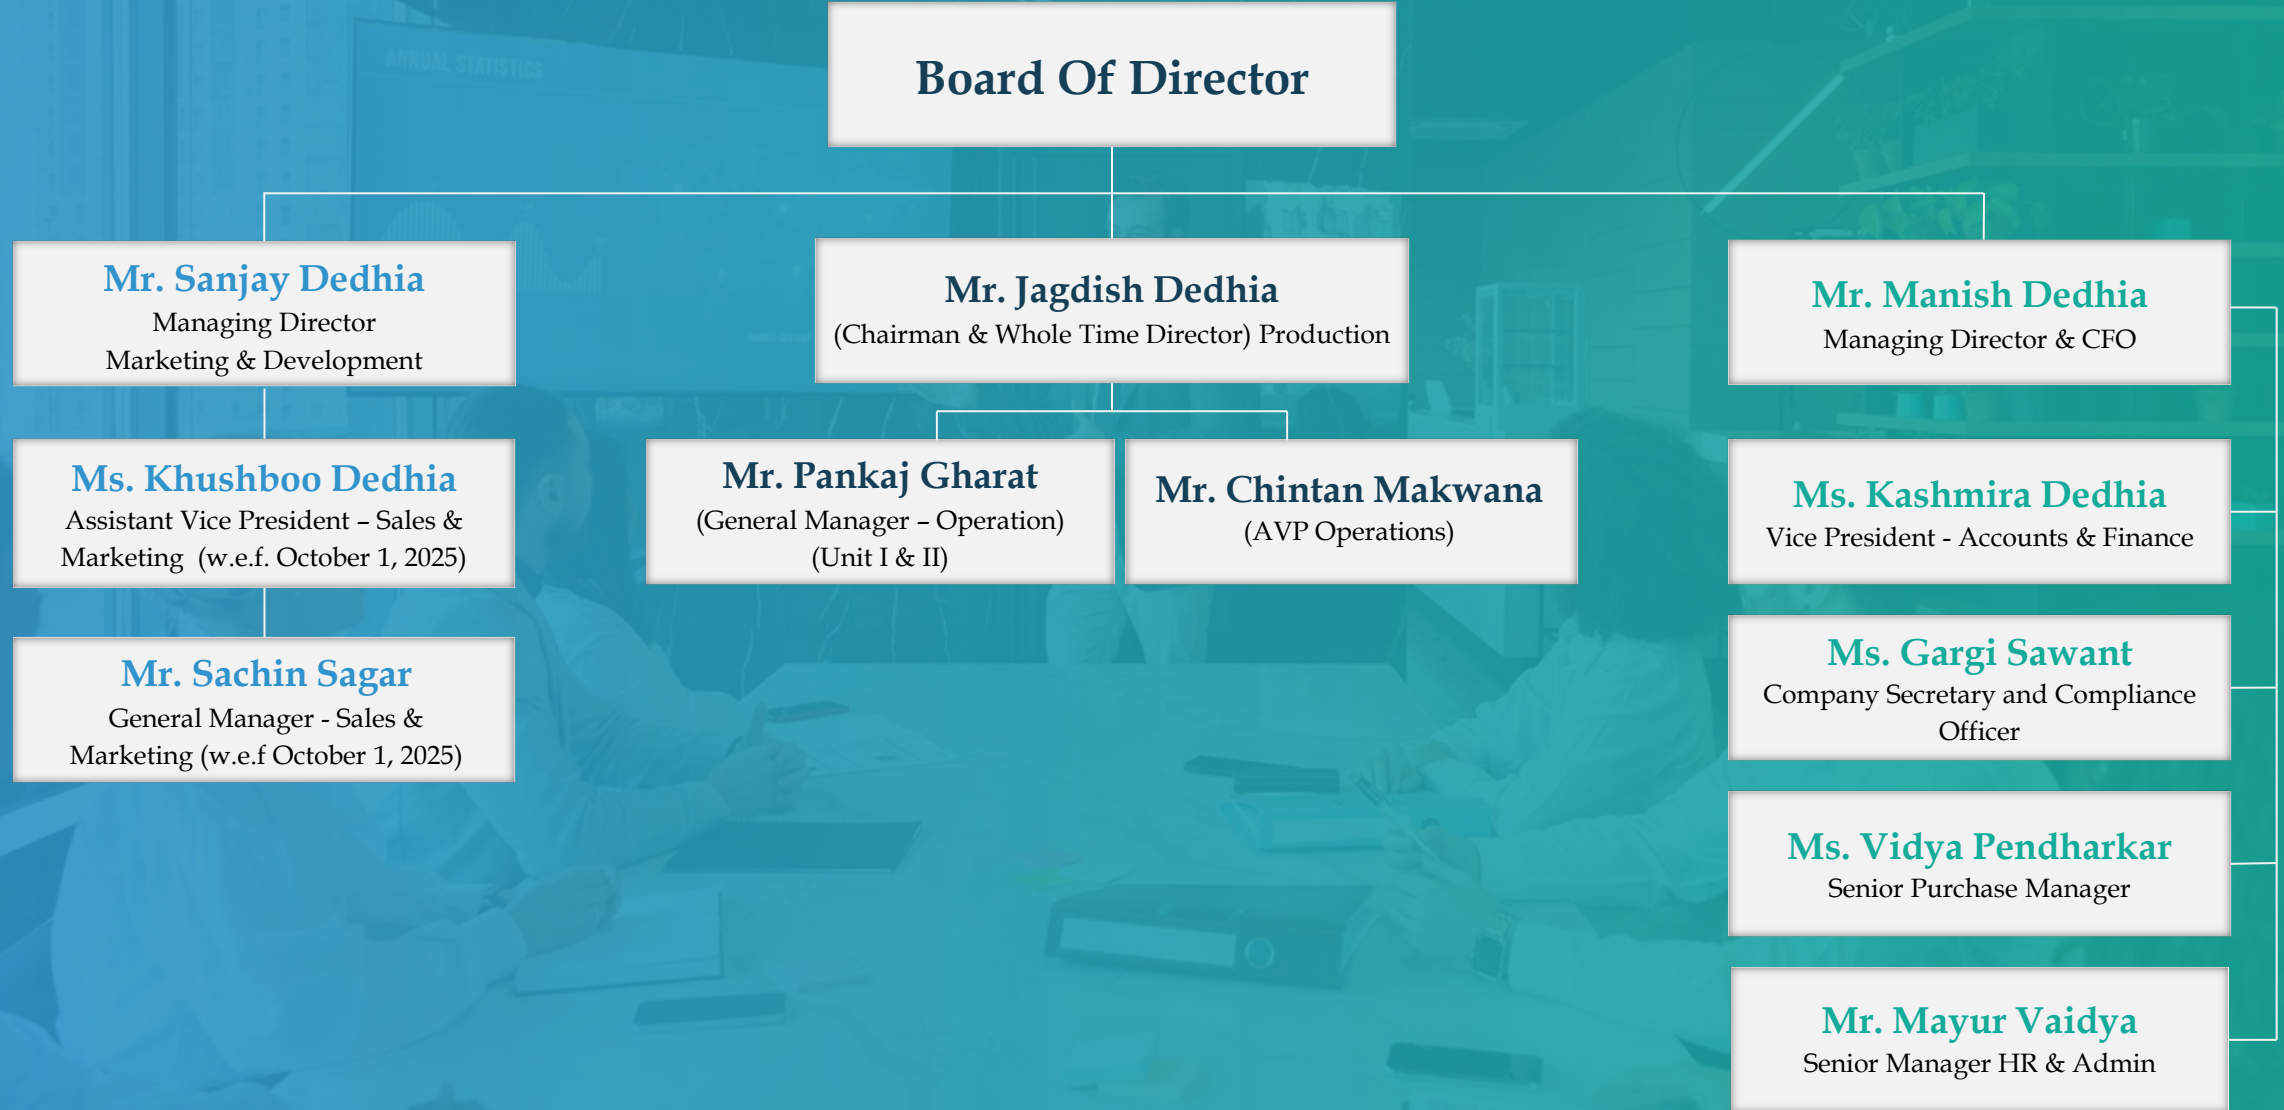 ANNUAL STATISTICS
Board Of Director
Mr. Sanjay Dedhia
Managing Director
Marketing & Development
Ms. Khushboo Dedhia
Assistant Vice President – Sales &
Marketing (w.e.f. October 1, 2025)
Mr. Sachin Sagar
General Manager - Sales &
Marketing (w.e.f October 1, 2025)
Mr. Jagdish Dedhia
(Chairman & Whole Time Director) Production
Mr. Pankaj Gharat
(General Manager – Operation)
(Unit I & II)
Mr. Chintan Makwana
(AVP Operations)
Mr. Manish Dedhia
Managing Director & CFO
Ms. Kashmira Dedhia
Vice President - Accounts & Finance
Ms. Gargi Sawant
Company Secretary and Compliance
Officer
Ms. Vidya Pendharkar
Senior Purchase Manager
Mr. Mayur Vaidya
Senior Manager HR & Admin